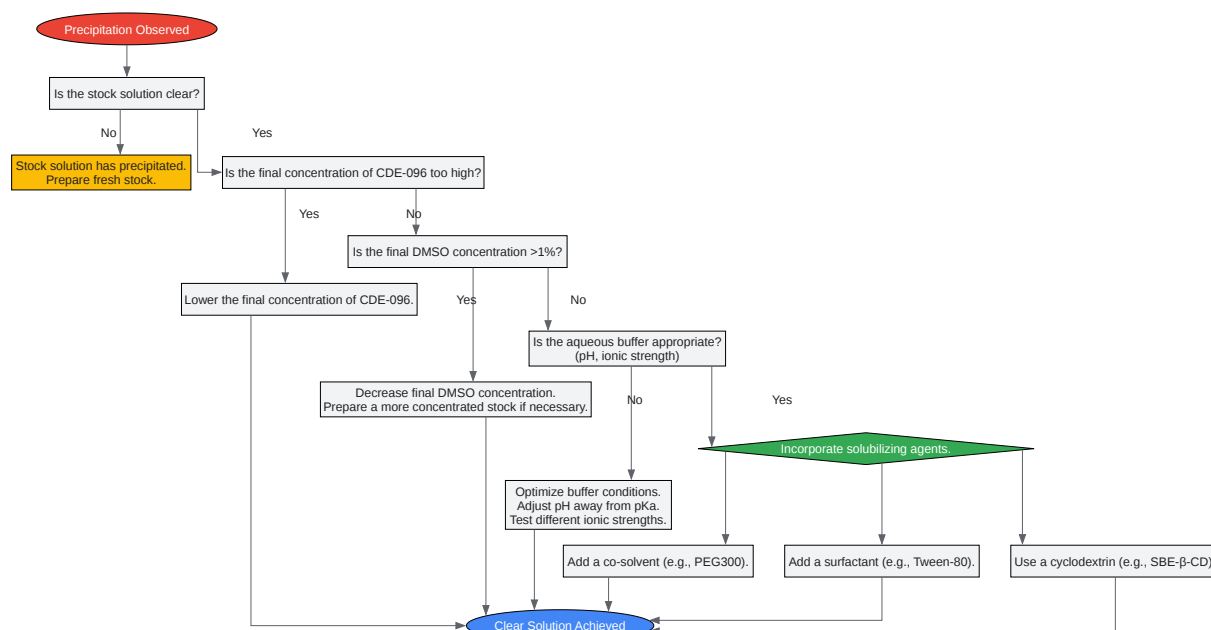 Precipitation Observed
Is the stock solution clear?
No
Yes
Stock solution has precipitated.
Prepare fresh stock.
Is the final concentration of CDE-096 too high?
Yes
No
Is the final DMSO concentration >1%?
Lower the final concentration of CDE-096.
Yes
No
Is the aqueous buffer appropriate?
(pH, ionic strength)
Decrease final DMSO concentration.
Prepare a more concentrated stock if necessary.
No
Yes
Incorporate solubilizing agents.
Optimize buffer conditions.
Adjust pH away from pKa.
Test different ionic strengths.
Add a co-solvent (e.g., PEG300).
Add a surfactant (e.g., Tween-80).
Use a cyclodextrin (e.g., SBE-β-CD)
Clear Solution Achieved